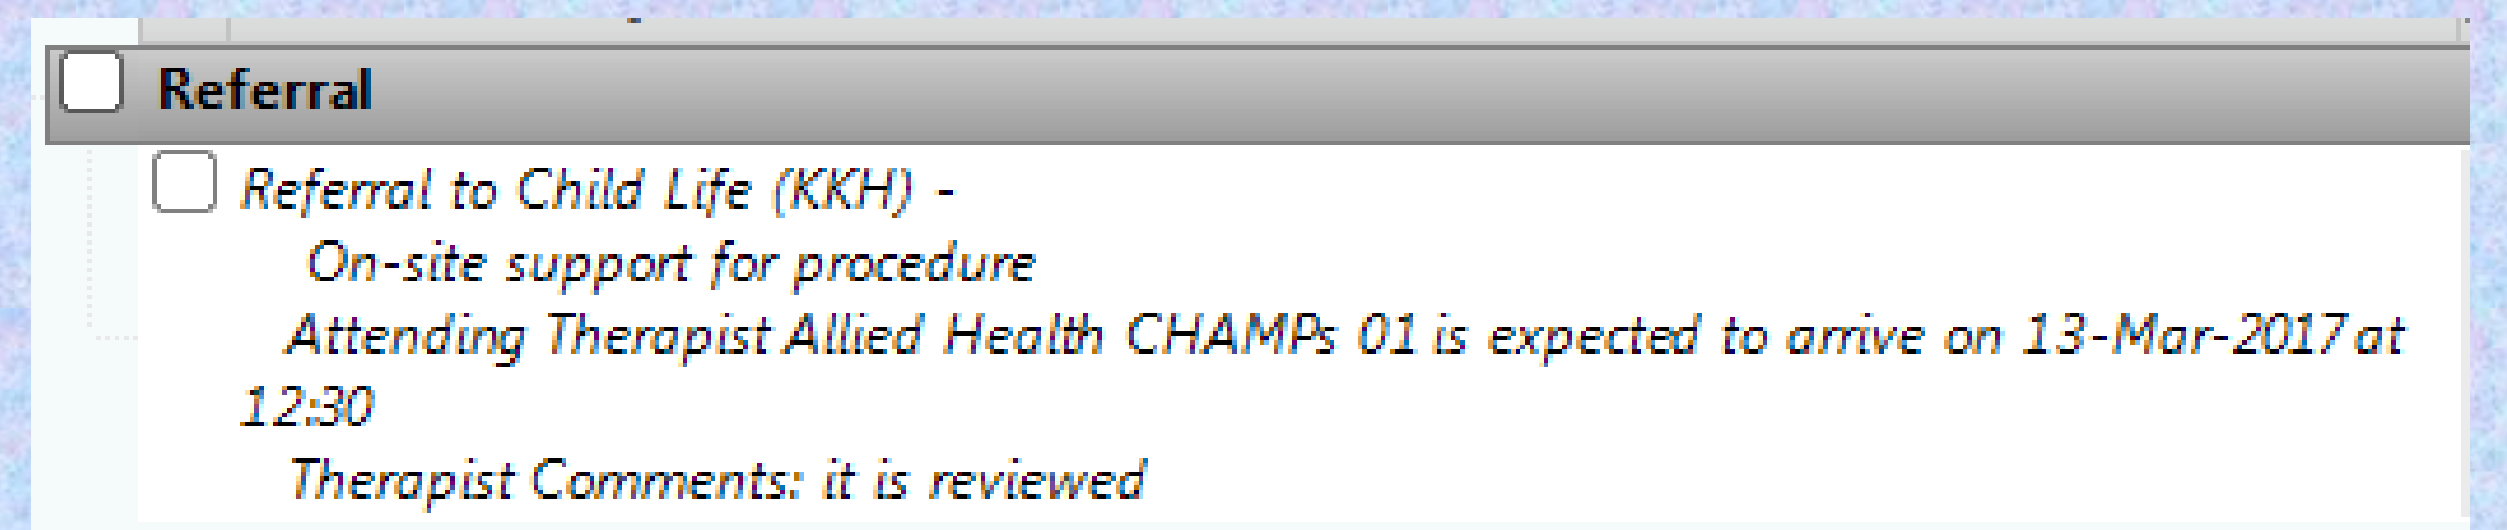 Referral
Referral to Child Life (KKH) -
On-site support for procedure
Attending Therapist Allied Health CHAMPs 01 is expected to arrive on 13-Mar-2017 at
12:30
Therapist Comments: it is reviewed